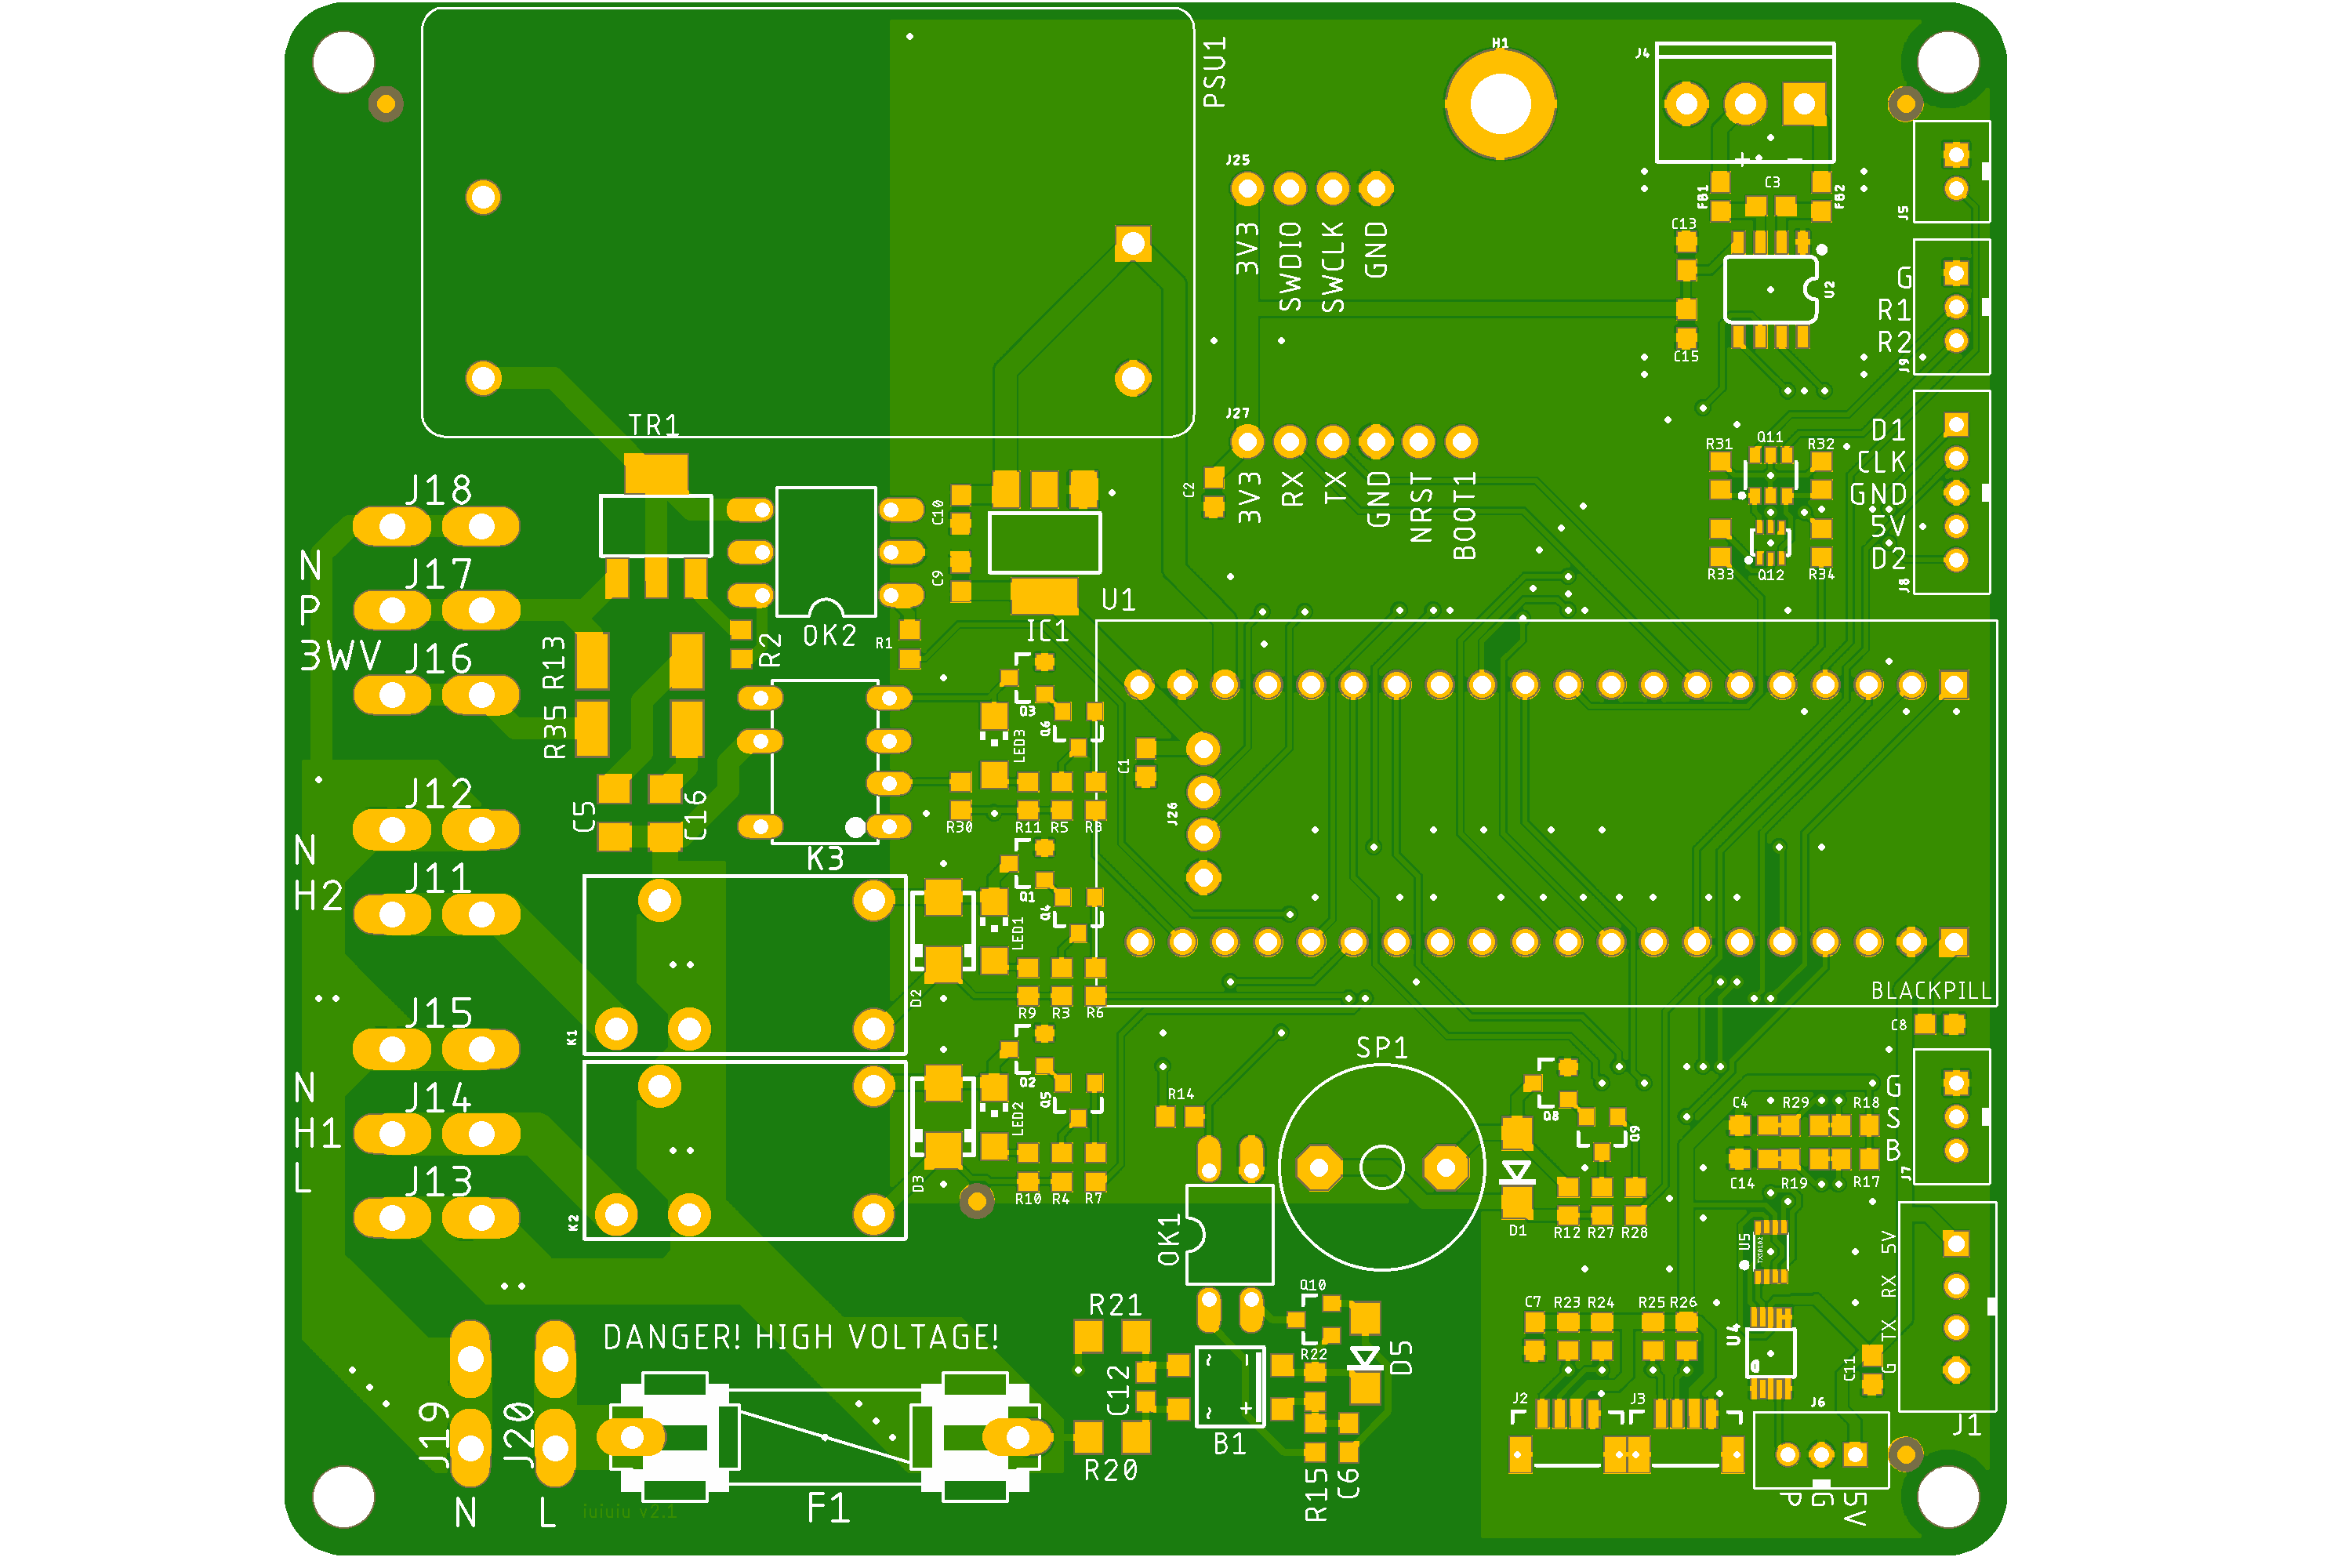 PSU1
H1
J4
+ −
FB1
C3
FB2
J5
J25
3V3
SWDIO
SWCLK
GND
C13
U2
C15
G
R1
R2
J9
TR1
J27
3V3
RX
TX
GND
NRST
BOOT1
C2
R31
Q11
R32
R33
Q12
R34
D1
CLK
GND
5V
D2
J8
J18
N
J17
P
J16
3WV
R13
R35
R2
OK2
R1
C10
C9
IC1
U1
Q3
Q6
LED3
C1
J26
C5
C16
K3
R30
R11
R5
R8
J12
N
J11
H2
K1
D2
Q1
Q4
LED1
R9
R3
R6
BLACKPILL
C8
J15
N
J14
H1
J13
L
K2
D3
Q2
Q5
LED2
R10
R4
R7
R14
SP1
Q8
Q9
D1
R12
R27
R28
C4
R29
R18
C14
R19
R17
G
S
B
J7
OK1
U5
TXS0102
5V
RX
TX
G
J1
DANGER! HIGH VOLTAGE!
R21
Q10
R22
D5
C12
B1
~
−
~
+
R20
R15
C6
C7
R23
R24
R25
R26
U4
C11
J2
J3
J6
P
G
5V
J19
J20
N
L
F1
iuiuiu v2.1